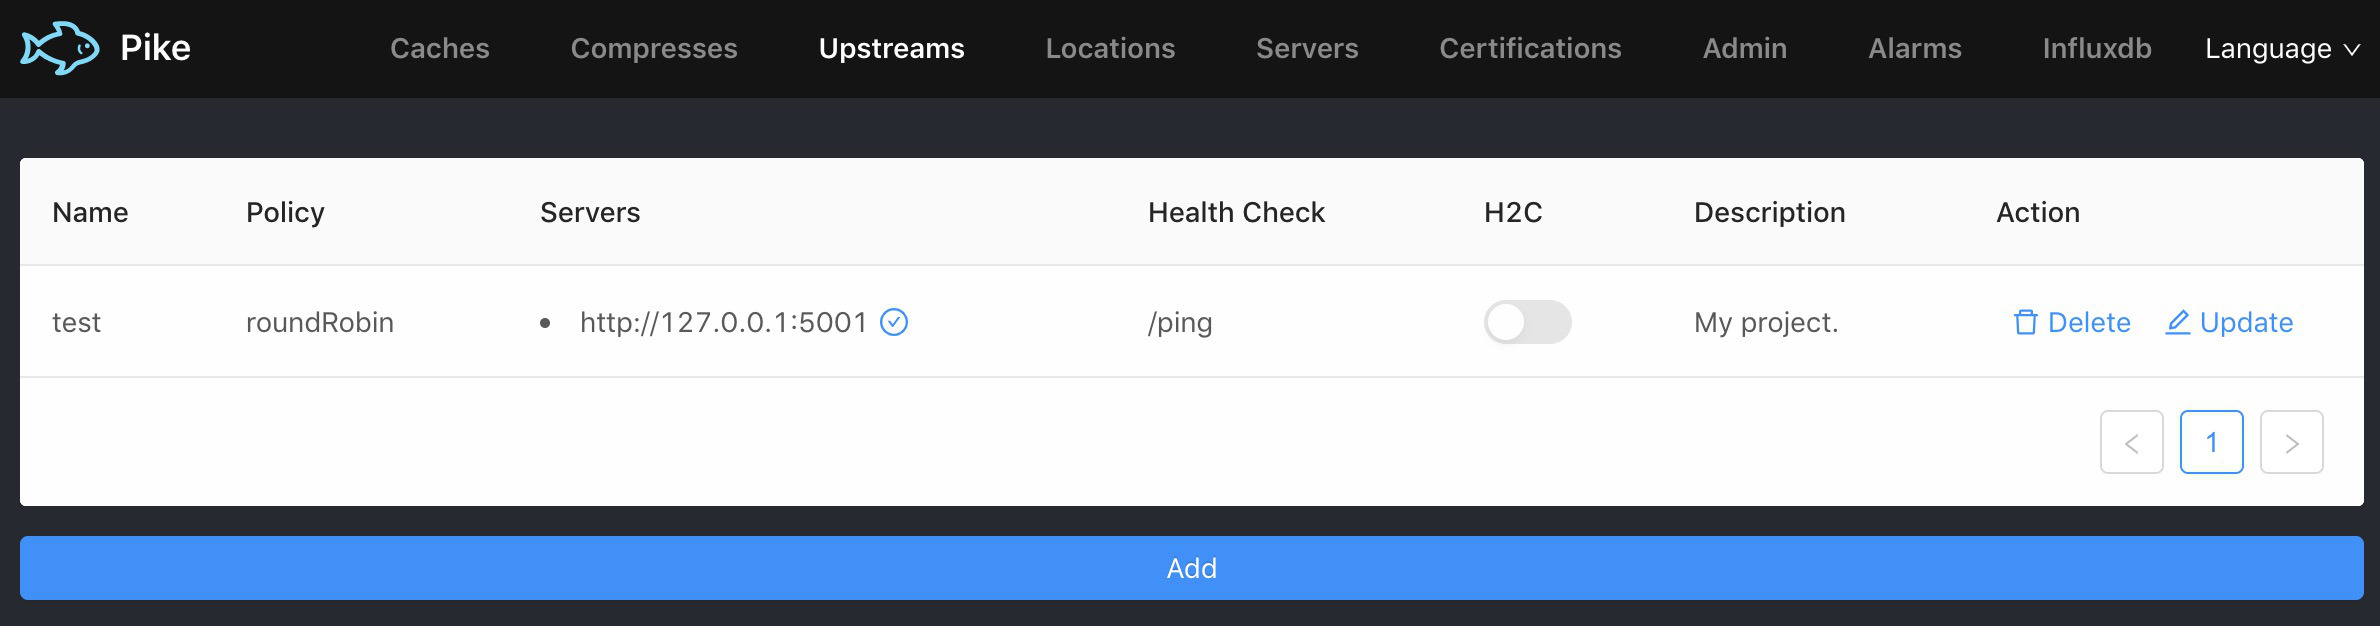 Pike Caches Compresses Upstreams Locations Servers Certifications Admin Alarms Influxdb Language
Name Policy Servers Health Check H2C Description Action
test roundRobin • http://127.0.0.1:5001 /ping My project. Delete Update
< 1 >
Add